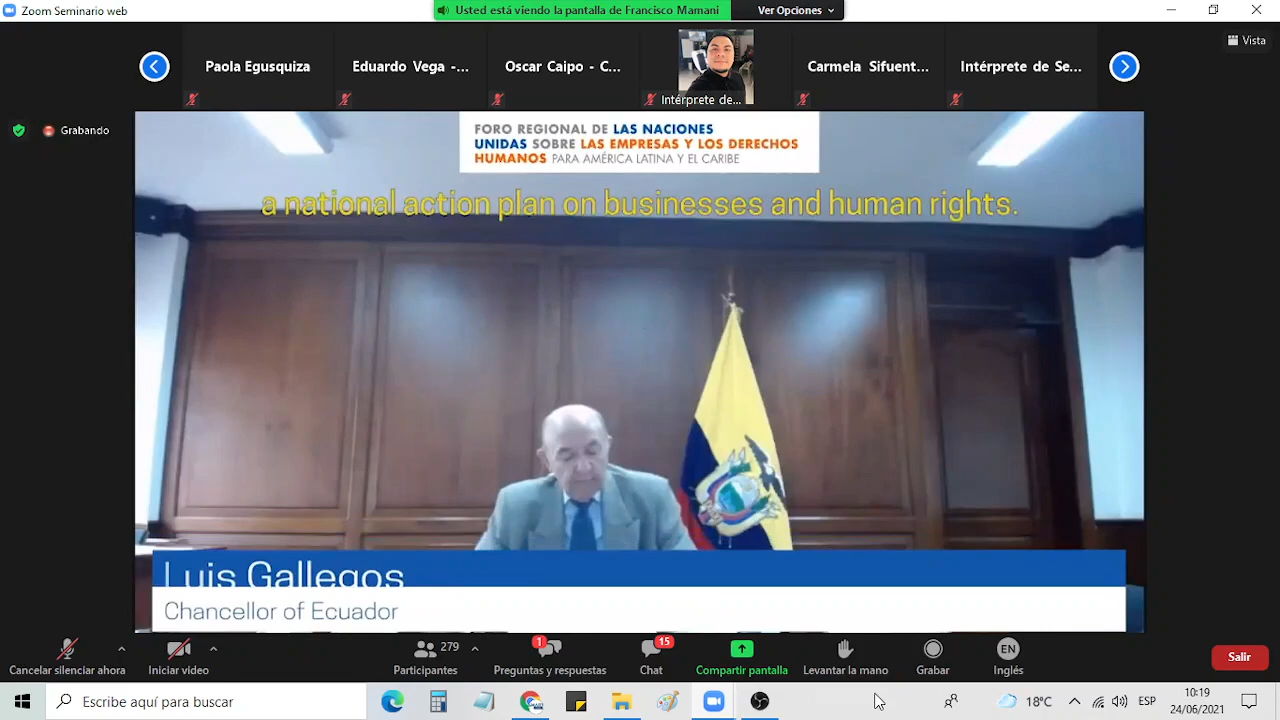 Zoom Seminario web
Usted está viendo la pantalla de Francisco Mamani
Ver Opciones
Vista
Paola Egusquiza
Eduardo Vega -...
Oscar Caipo - C...
Intérprete de...
Carmela Sifuent...
Intérprete de Se...
Grabando
FORO REGIONAL DE LAS NACIONES
UNIDAS SOBRE LAS EMPRESAS Y LOS DERECHOS
HUMANOS PARA AMÉRICA LATINA Y EL CARIBE
a national action plan on businesses and human rights.
Luis Gallegos
Chancellor of Ecuador
Cancelar silenciar ahora
Iniciar video
279
Participantes
1
Preguntas y respuestas
15
Chat
Compartir pantalla
Levantar la mano
Grabar
EN
Inglés
Salir
Escribe aquí para buscar
18°C
ESP
10:19
24/06/2021